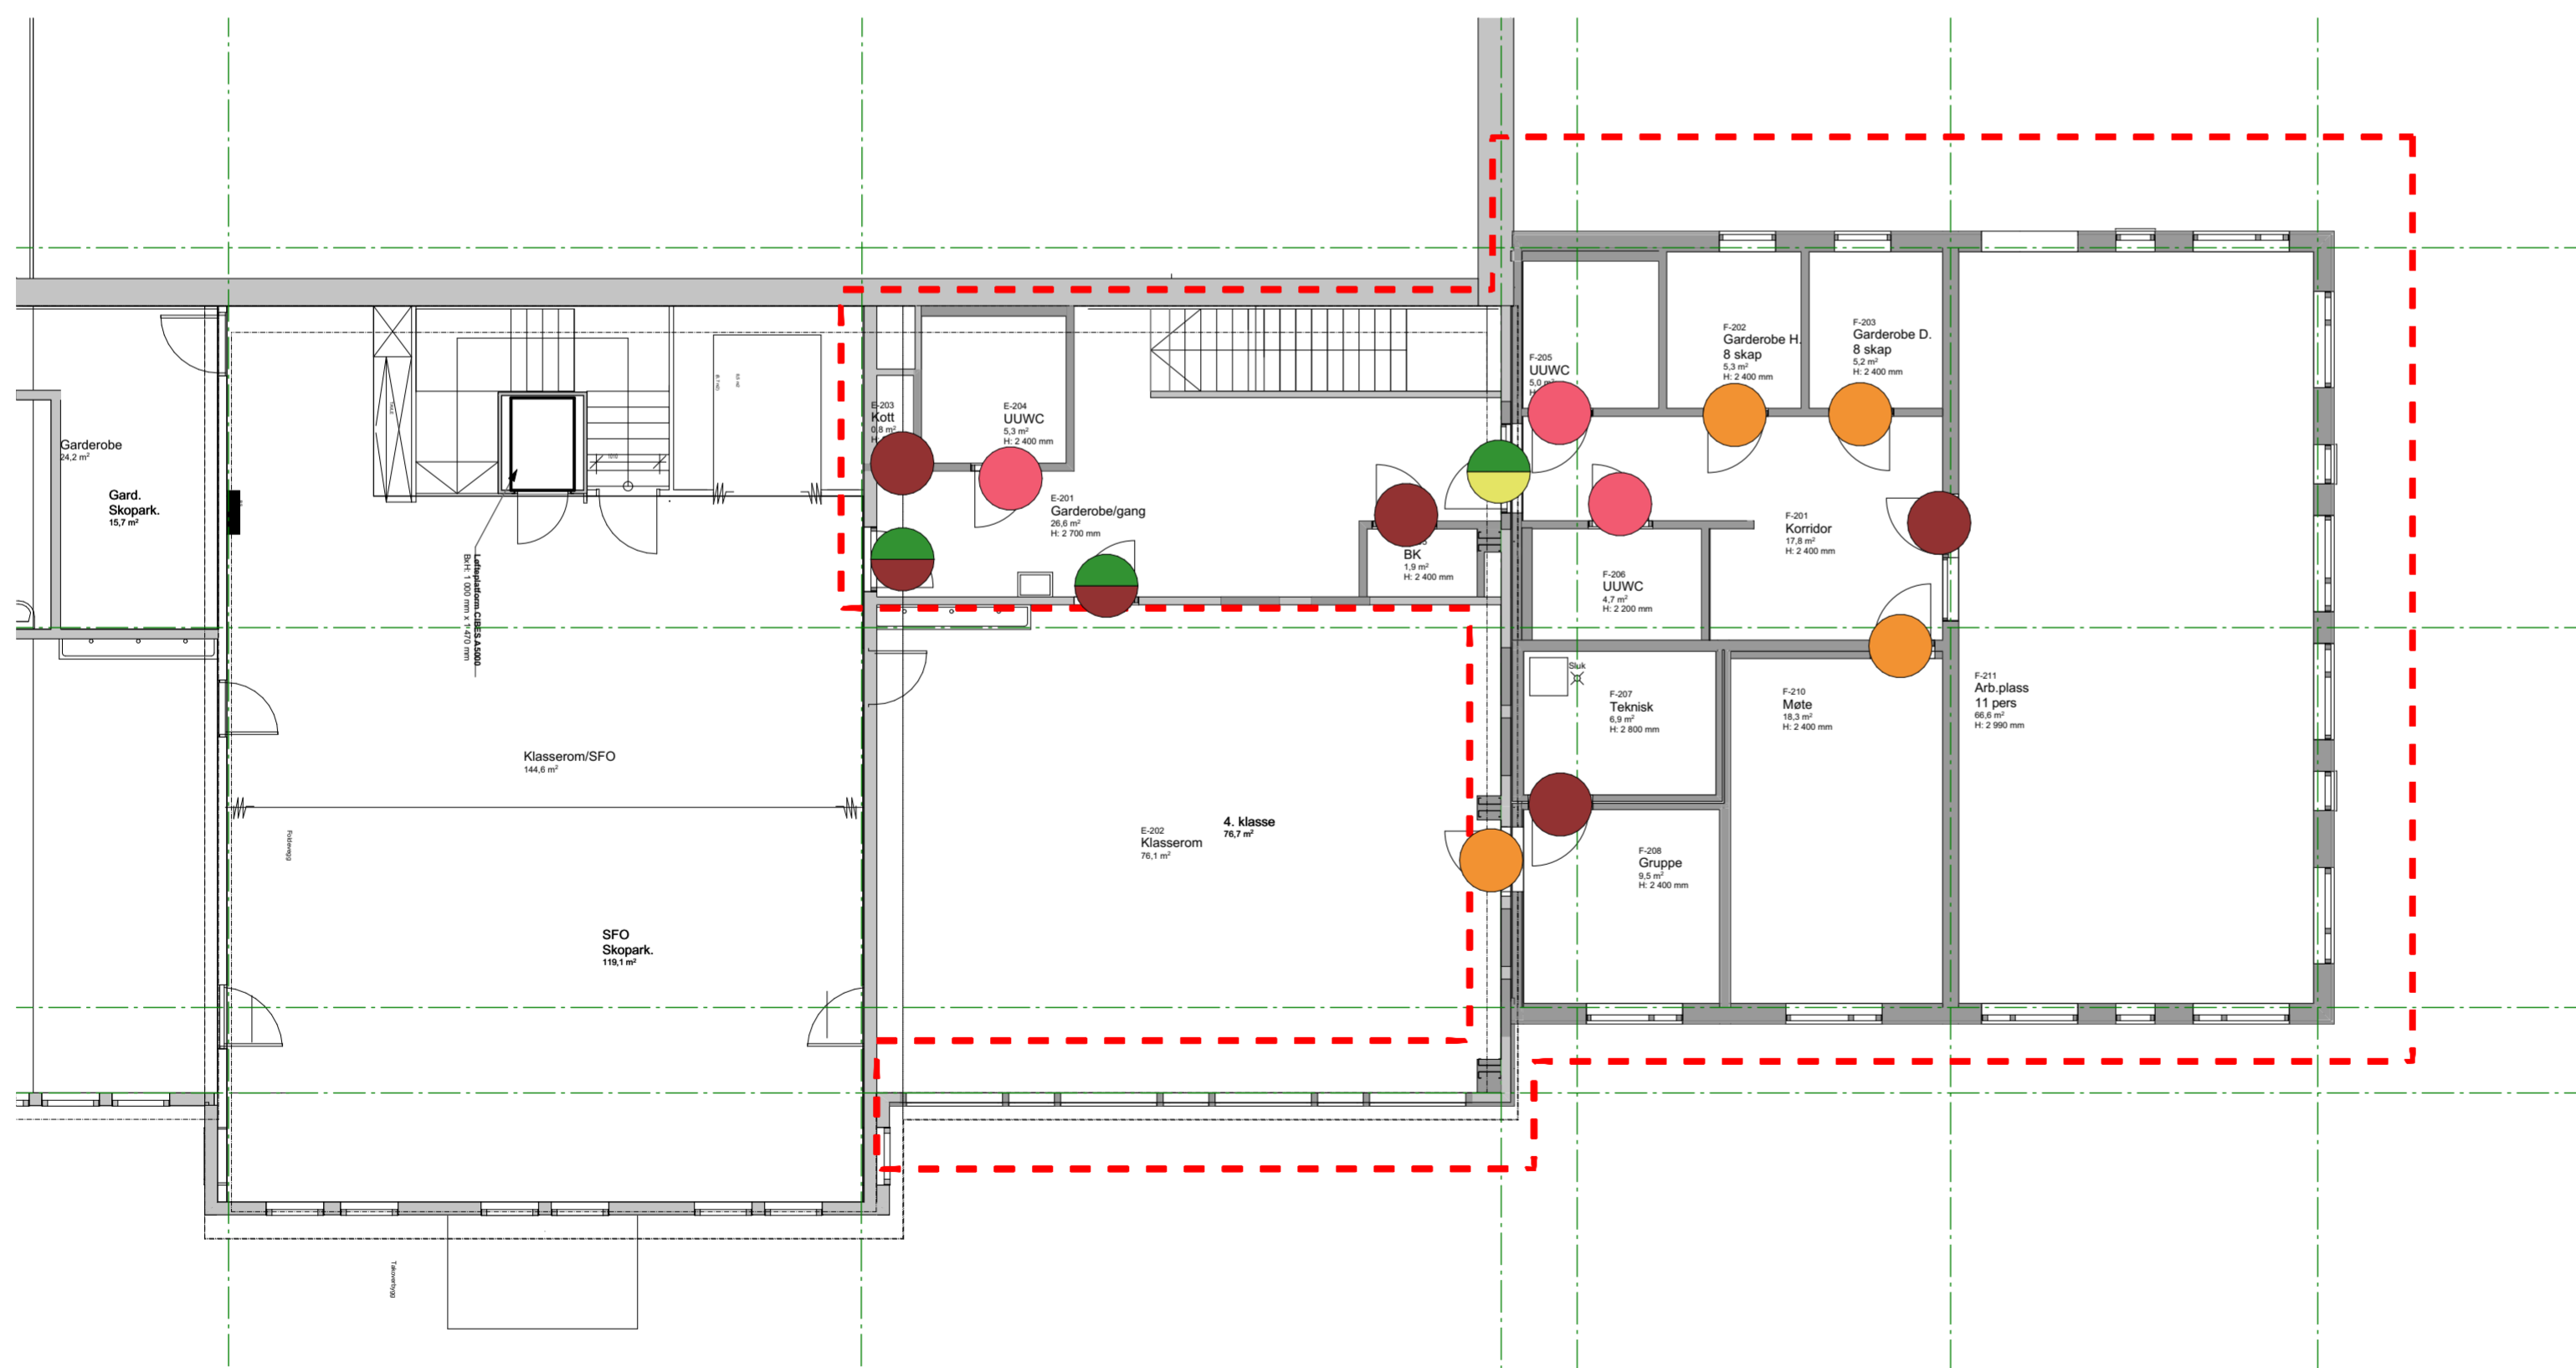 Garderobe
24,2 m²
Gard.
Skopark.
15,7 m²
Løfteplattform CIBES A5000
BxH: 1 000 mm x 1 470 mm
Klasserom/SFO
144,6 m²
Foldevegg
SFO
Skopark.
119,1 m²
Takoverbygg
E-203
Kott
0,8 m²
E-204
UUWC
5,3 m²
H: 2 400 mm
E-201
Garderobe/gang
26,6 m²
H: 2 700 mm
BK
1,9 m²
H: 2 400 mm
E-202
Klasserom
76,1 m²
4. klasse
76,7 m²
F-205
UUWC
5,0 m²
F-202
Garderobe H.
8 skap
5,3 m²
H: 2 400 mm
F-203
Garderobe D.
8 skap
5,2 m²
H: 2 400 mm
F-201
Korridor
17,8 m²
H: 2 400 mm
F-206
UUWC
4,7 m²
H: 2 200 mm
Sluk
F-207
Teknisk
6,9 m²
H: 2 800 mm
F-210
Møte
18,3 m²
H: 2 400 mm
F-211
Arb.plass
11 pers
66,6 m²
H: 2 990 mm
F-208
Gruppe
9,5 m²
H: 2 400 mm